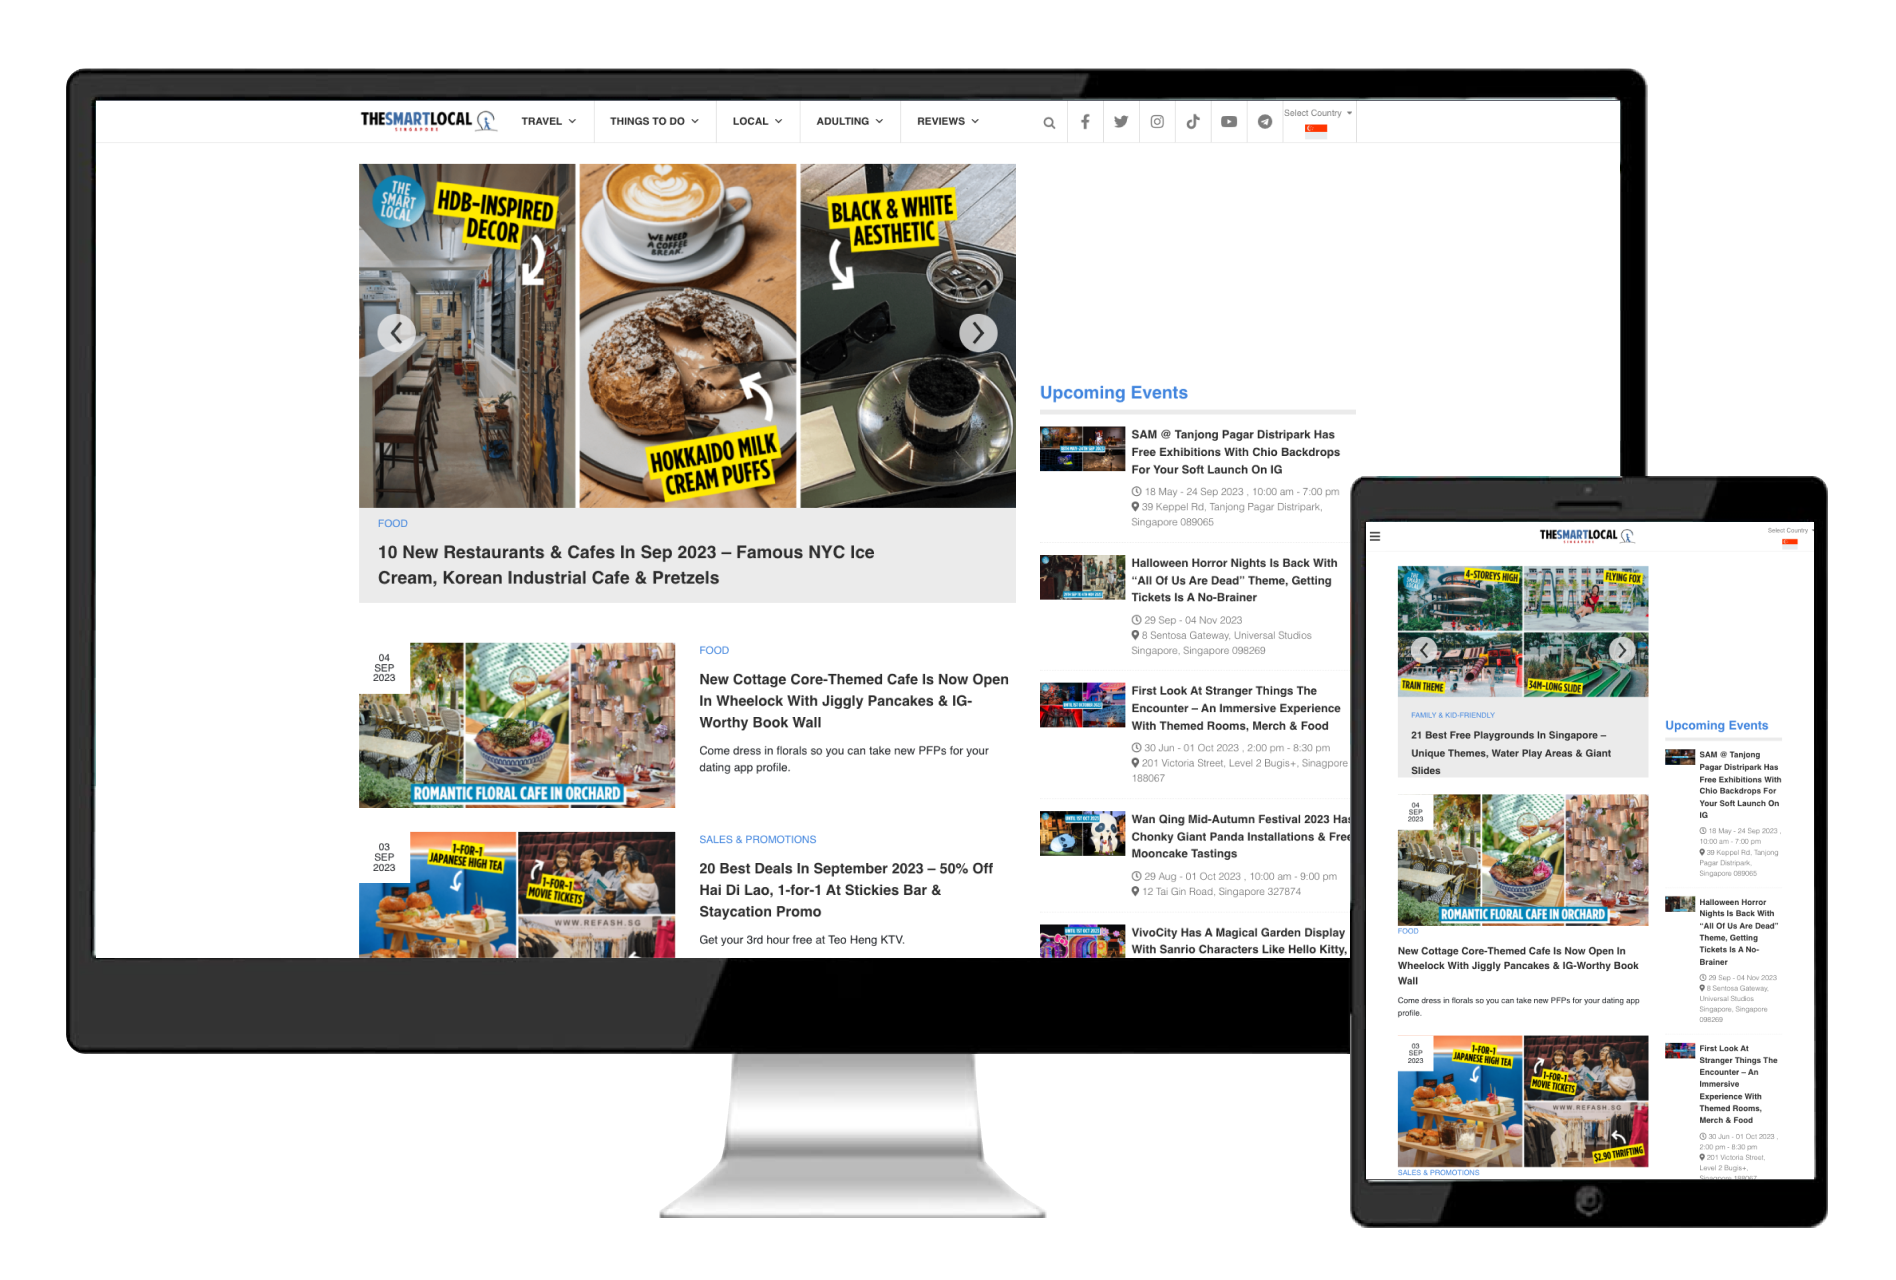 THESMARTLOCAL
SINGAPORE
TRAVEL
THINGS TO DO
LOCAL
ADULTING
REVIEWS
Select Country
THE
SMART
LOCAL
HDB-INSPIRED
DECOR
WE NEED
A COFFEE
BREAK.
BLACK & WHITE
AESTHETIC
HOKKAIDO MILK
CREAM PUFFS
FOOD
10 New Restaurants & Cafes In Sep 2023 – Famous NYC Ice
Cream, Korean Industrial Cafe & Pretzels
04
SEP
2023
ROMANTIC FLORAL CAFE IN ORCHARD
FOOD
New Cottage Core-Themed Cafe Is Now Open
In Wheelock With Jiggly Pancakes & IG-
Worthy Book Wall
Come dress in florals so you can take new PFPs for your
dating app profile.
03
SEP
2023
1-FOR-1
JAPANESE HIGH TEA
1-FOR-1
MOVIE TICKETS
WWW.REFASH.SG
SALES & PROMOTIONS
20 Best Deals In September 2023 – 50% Off
Hai Di Lao, 1-for-1 At Stickies Bar &
Staycation Promo
Get your 3rd hour free at Teo Heng KTV.
Upcoming Events
SAM @ Tanjong Pagar Distripark Has
Free Exhibitions With Chio Backdrops
For Your Soft Launch On IG
18 May - 24 Sep 2023 , 10:00 am - 7:00 pm
39 Keppel Rd, Tanjong Pagar Distripark,
Singapore 089065
Halloween Horror Nights Is Back With
“All Of Us Are Dead” Theme, Getting
Tickets Is A No-Brainer
29 Sep - 04 Nov 2023
8 Sentosa Gateway, Universal Studios
Singapore, Singapore 098269
First Look At Stranger Things The
Encounter – An Immersive Experience
With Themed Rooms, Merch & Food
30 Jun - 01 Oct 2023 , 2:00 pm - 8:30 pm
201 Victoria Street, Level 2 Bugis+, Sinagpore
188067
Wan Qing Mid-Autumn Festival 2023 Has
Chonky Giant Panda Installations & Free
Mooncake Tastings
29 Aug - 01 Oct 2023 , 10:00 am - 9:00 pm
12 Tai Gin Road, Singapore 327874
VivoCity Has A Magical Garden Display
With Sanrio Characters Like Hello Kitty,
THESMARTLOCAL
SINGAPORE
Select Country
THE
SMART
LOCAL
4-STOREYS HIGH
FLYING FOX
TRAIN THEME
34M-LONG SLIDE
FAMILY & KID-FRIENDLY
21 Best Free Playgrounds In Singapore –
Unique Themes, Water Play Areas & Giant
Slides
04
SEP
2023
ROMANTIC FLORAL CAFE IN ORCHARD
FOOD
New Cottage Core-Themed Cafe Is Now Open In
Wheelock With Jiggly Pancakes & IG-Worthy Book
Wall
Come dress in florals so you can take new PFPs for your dating app
profile.
03
SEP
2023
1-FOR-1
JAPANESE HIGH TEA
1-FOR-1
MOVIE TICKETS
WWW.REFASH.SG
$2.90 THRIFTING
SALES & PROMOTIONS
Upcoming Events
SAM @ Tanjong
Pagar Distripark Has
Free Exhibitions With
Chio Backdrops For
Your Soft Launch On
IG
18 May - 24 Sep 2023 ,
10:00 am - 7:00 pm
39 Keppel Rd, Tanjong
Pagar Distripark,
Singapore 089065
Halloween Horror
Nights Is Back With
“All Of Us Are Dead”
Theme, Getting
Tickets Is A No-
Brainer
29 Sep - 04 Nov 2023
8 Sentosa Gateway,
Universal Studios
Singapore, Singapore
098269
First Look At
Stranger Things The
Encounter – An
Immersive
Experience With
Themed Rooms,
Merch & Food
30 Jun - 01 Oct 2023 ,
2:00 pm - 8:30 pm
201 Victoria Street,
Level 2 Bugis+,